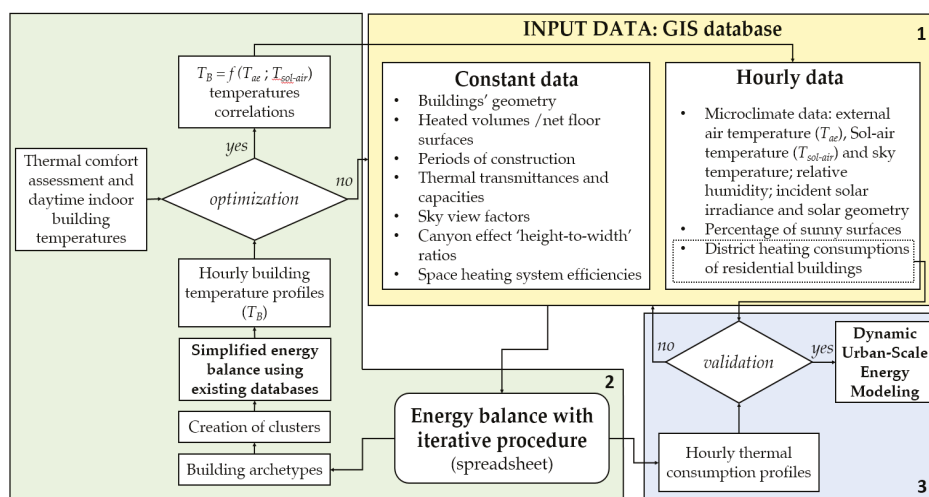 INPUT DATA: GIS database
1
Constant data
• Buildings' geometry
• Heated volumes /net floor
surfaces
• Periods of construction
• Thermal transmittances and
capacities
• Sky view factors
• Canyon effect 'height-to-width'
ratios
• Space heating system efficiencies
Hourly data
• Microclimate data: external
air temperature (Tae), Sol-air
temperature (Tsol-air) and sky
temperature; relative
humidity; incident solar
irradiance and solar geometry
• Percentage of sunny surfaces
• District heating consumptions
of residential buildings
TB = f (Tae ; Tsol-air)
temperatures
correlations
yes
no
Thermal comfort
assessment and
daytime indoor
building
temperatures
optimization
Hourly building
temperature profiles
(TB)
Simplified energy
balance using
existing databases
Creation of clusters
Building archetypes
2
Energy balance with
iterative procedure
(spreadsheet)
no
validation
yes
Dynamic
Urban-Scale
Energy
Modeling
Hourly thermal
consumption profiles
3